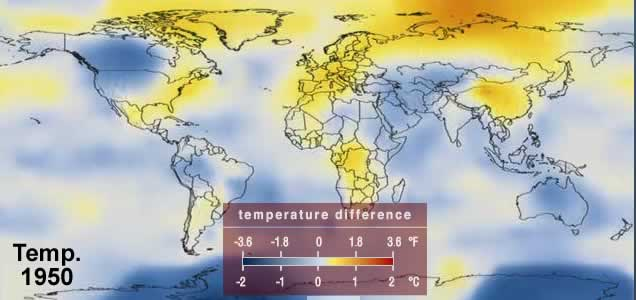 temperature difference
-3.6 -1.8 0 1.8 3.6 °F
-2 -1 0 1 2 °C
Temp.
1950